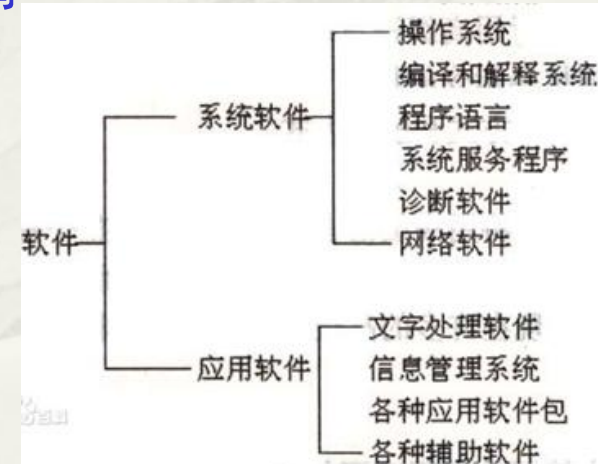 操作系统
编译和解释系统
系统软件
程序语言
系统服务程序
诊断软件
软件
网络软件
文字处理软件
应用软件
信息管理系统
各种应用软件包
各种辅助软件